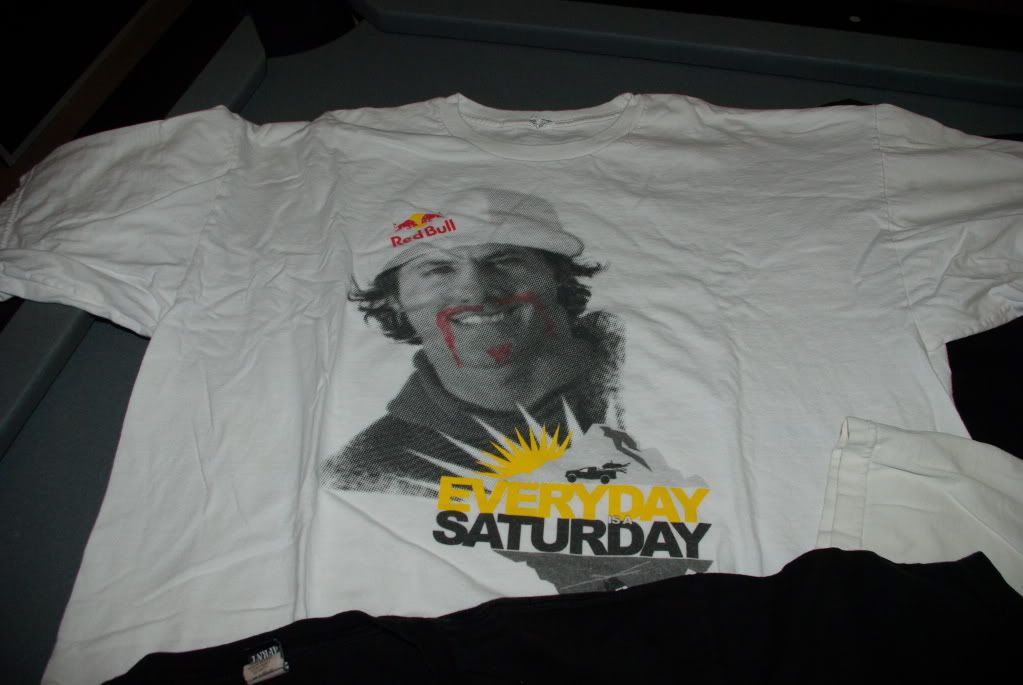 Red Bull
EVERYDAY
IS A
SATURDAY